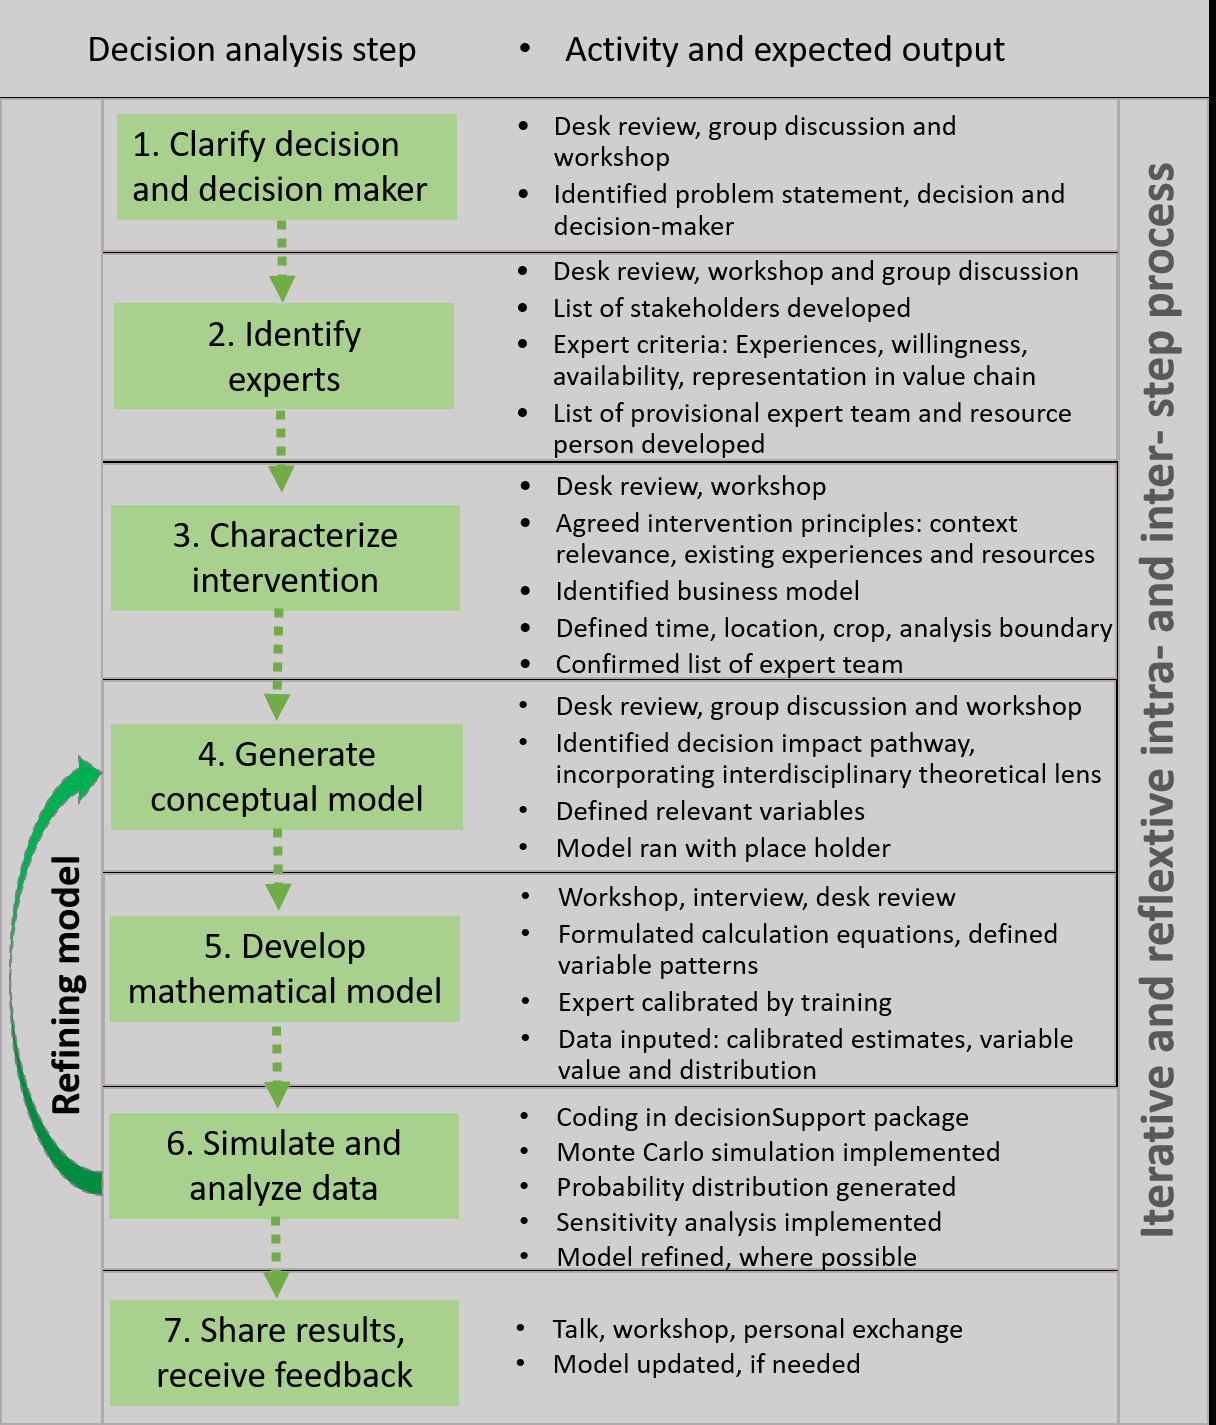 Decision analysis step
• Activity and expected output
1. Clarify decision
and decision maker
• Desk review, group discussion and
workshop
• Identified problem statement, decision and
decision-maker
2. Identify
experts
• Desk review, workshop and group discussion
• List of stakeholders developed
• Expert criteria: Experiences, willingness,
availability, representation in value chain
• List of provisional expert team and resource
person developed
3. Characterize
intervention
• Desk review, workshop
• Agreed intervention principles: context
relevance, existing experiences and resources
• Identified business model
• Defined time, location, crop, analysis boundary
• Confirmed list of expert team
4. Generate
conceptual model
• Desk review, group discussion and workshop
• Identified decision impact pathway,
incorporating interdisciplinary theoretical lens
• Defined relevant variables
• Model ran with place holder
5. Develop
mathematical model
• Workshop, interview, desk review
• Formulated calculation equations, defined
variable patterns
• Expert calibrated by training
• Data inputed: calibrated estimates, variable
value and distribution
6. Simulate and
analyze data
• Coding in decisionSupport package
• Monte Carlo simulation implemented
• Probability distribution generated
• Sensitivity analysis implemented
• Model refined, where possible
7. Share results,
receive feedback
• Talk, workshop, personal exchange
• Model updated, if needed
Refining model
Iterative and reflextive intra- and inter- step process